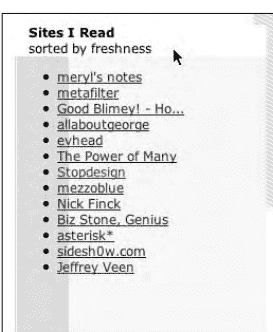 Sites I Read
sorted by freshness
meryl's notes
metafilter
Good Blimey! - Ho...
allaboutgeorge
evhead
The Power of Many
Stopdesign
mezzoblue
Nick Finck
Biz Stone, Genius
asterisk*
sidesh0w.com
Jeffrey Veen